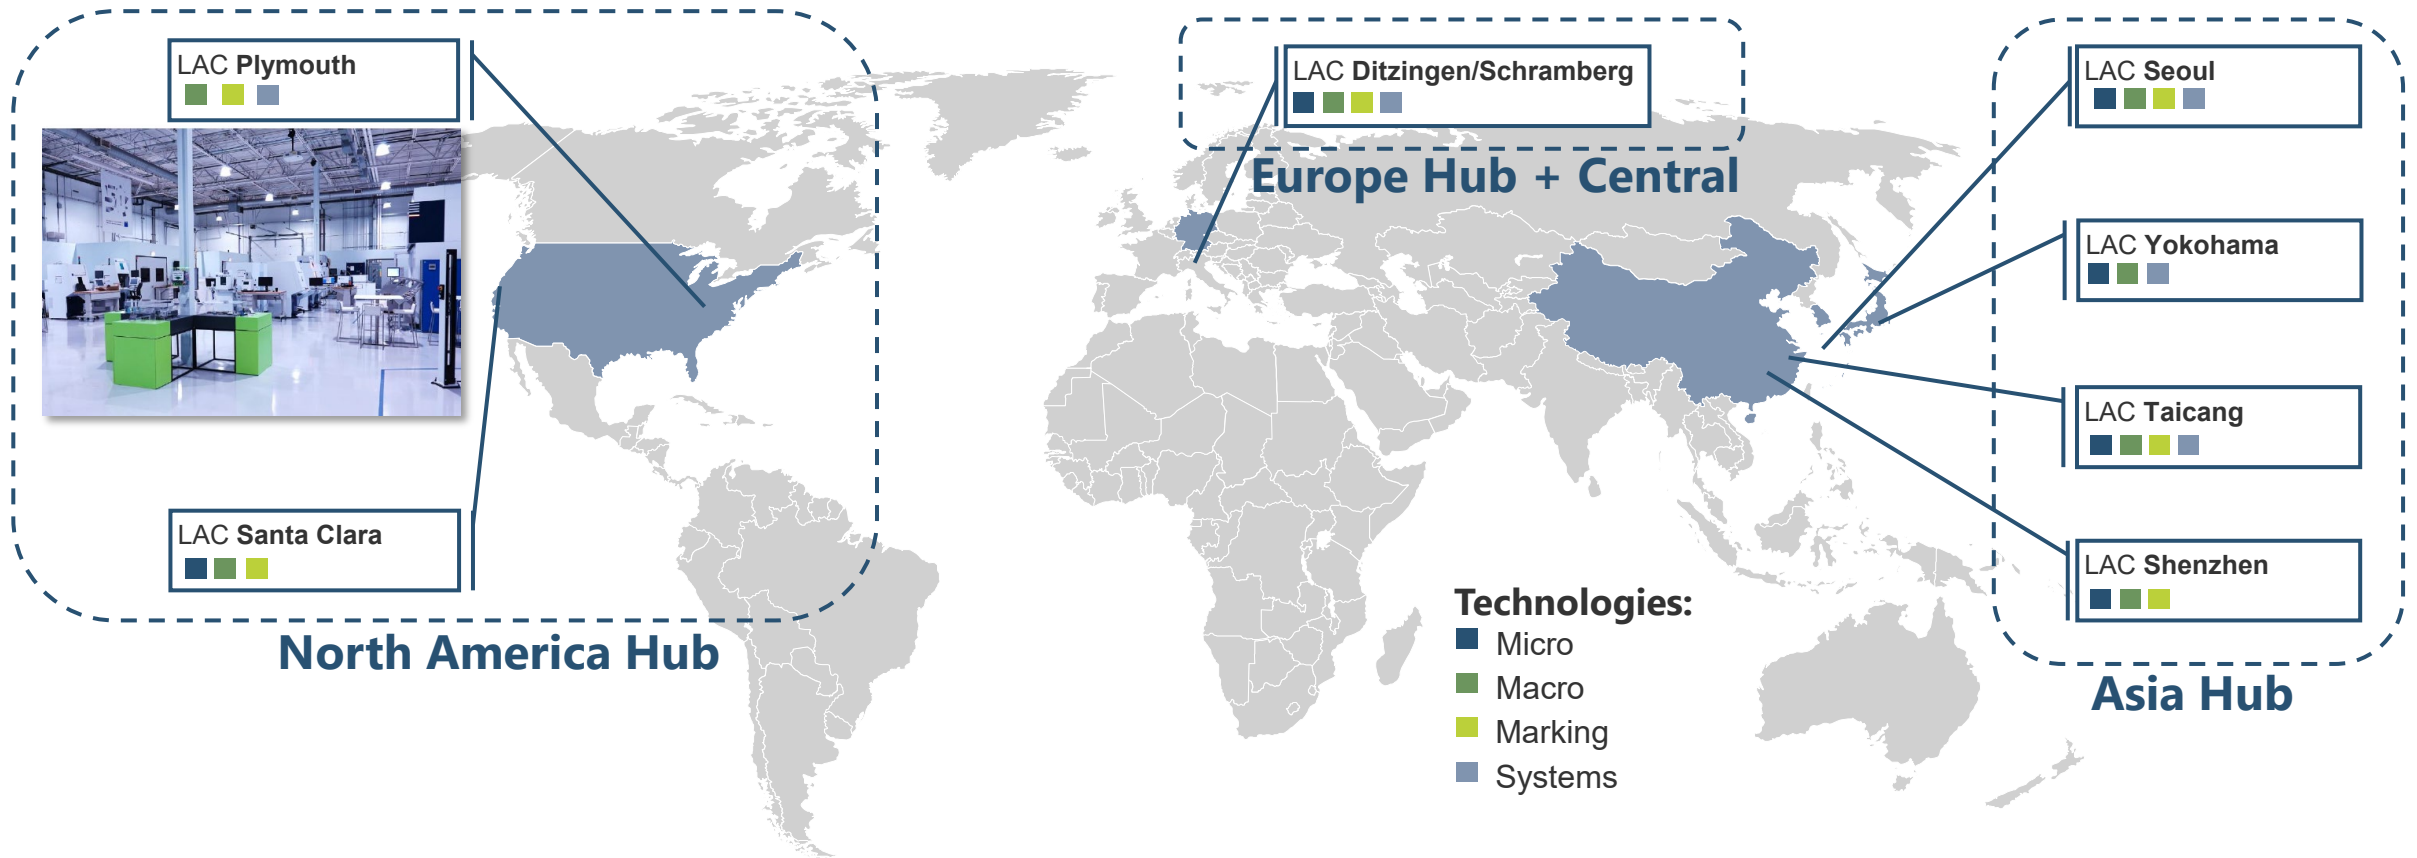 LAC Plymouth
LAC Santa Clara
North America Hub
LAC Ditzingen/Schramberg
Europe Hub + Central
LAC Seoul
LAC Yokohama
LAC Taicang
LAC Shenzhen
Asia Hub
Technologies:
Micro
Macro
Marking
Systems